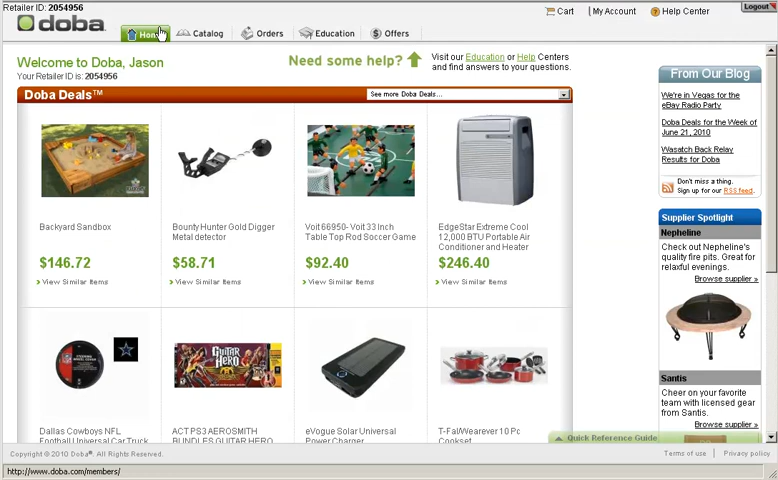 Retailer ID: 2054956
doba
Cart
My Account
Help Center
Logout
Home
Catalog
Orders
Education
Offers
Welcome to Doba, Jason
Your Retailer ID is: 2054956
Need some help?
Visit our Education or Help Centers
and find answers to your questions.
Doba Deals™
See more Doba Deals...
Backyard Sandbox
$146.72
View Similar Items
Bounty Hunter Gold Digger
Metal detector
$58.71
View Similar Items
Voit 66950- Voit 33 Inch
Table Top Rod Soccer Game
$92.40
View Similar Items
EdgeStar Extreme Cool
12,000 BTU Portable Air
Conditioner and Heater
$246.40
View Similar Items
GUITAR HERO
Dallas Cowboys NFL
Football Universal Car Truck
ACT PS3 AEROSMITH
BUNDLES GUITAR HERO
eVogue Solar Universal
Power Charger
T-Fal/Wearever 10 Pc
Cookset
From Our Blog
We're in Vegas for the
eBay Radio Party
Doba Deals for the Week of
June 21, 2010
Wasatch Back Relay
Results for Doba
Don't miss a thing.
Sign up for our RSS feed.
Supplier Spotlight
Nepheline
Check out Nepheline's
quality fire pits. Great for
relaxful evenings.
Browse supplier »
Santis
Cheer on your favorite
team with licensed gear
from Santis.
Browse supplier »
Quick Reference Guide
Copyright © 2010 Doba®. All Rights Reserved.
Terms of use
Privacy policy
http://www.doba.com/members/